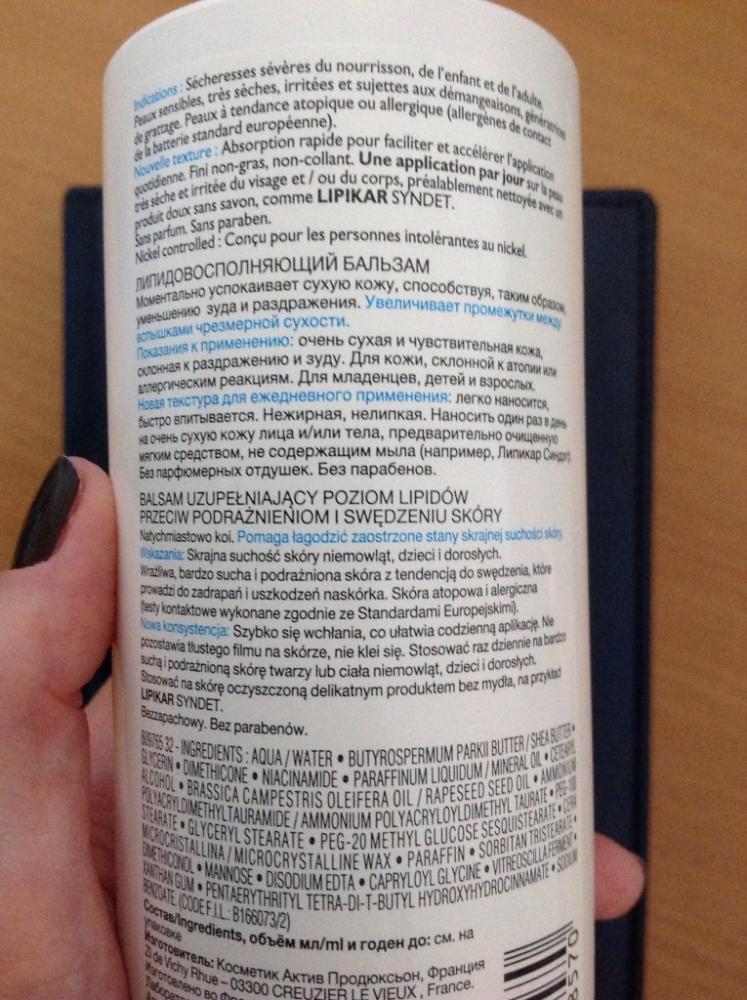 Indications : Sécheresses sévères du nourrisson, de l'enfant et de l'adulte.
Peaux sensibles, très sèches, irritées et sujettes aux démangeaisons, génératrices
de grattage. Peaux à tendance atopique ou allergique (allergènes de contact
de la batterie standard européenne).
Nouvelle texture : Absorption rapide pour faciliter et accélérer l'application
quotidienne. Fini non-gras, non-collant. Une application par jour sur la peau
très sèche et irritée du visage et / ou du corps, préalablement nettoyée avec un
produit doux sans savon, comme LIPIKAR SYNDET.
Sans parfum. Sans paraben.
Nickel controlled : Conçu pour les personnes intolérantes au nickel.
ЛИПИДОВОСПОЛНЯЮЩИЙ БАЛЬЗАМ
Моментально успокаивает сухую кожу, способствуя, таким образом,
уменьшению зуда и раздражения. Увеличивает промежутки между
вспышками чрезмерной сухости.
Показания к применению: очень сухая и чувствительная кожа,
склонная к раздражению и зуду. Для кожи, склонной к атопии или
аллергическим реакциям. Для младенцев, детей и взрослых.
Новая текстура для ежедневного применения: легко наносится,
быстро впитывается. Нежирная, нелипкая. Наносить один раз в день
на очень сухую кожу лица и/или тела, предварительно очищенную
мягким средством, не содержащим мыла (например, Липикар Синдет).
Без парфюмерных отдушек. Без парабенов.
BALSAM UZUPEŁNIAJĄCY POZIOM LIPIDÓW
PRZECIW PODRAŻNIENIOM I SWĘDZENIU SKÓRY
Natychmiastowo koi. Pomaga łagodzić zaostrzone stany skrajnej suchości skóry.
Wskazania: Skrajna suchość skóry niemowląt, dzieci i dorosłych.
Wrażliwa, bardzo sucha i podrażniona skóra z tendencją do swędzenia, które
prowadzi do zadrapań i uszkodzeń naskórka. Skóra atopowa i alergiczna
(testy kontaktowe wykonane zgodnie ze Standardami Europejskimi).
Nowa konsystencja: Szybko się wchłania, co ułatwia codzienną aplikację. Nie
pozostawia tłustego filmu na skórze, nie klei się. Stosować raz dziennie na bardzo
suchą i podrażnioną skórę twarzy lub ciała niemowląt, dzieci i dorosłych.
Stosować na skórę oczyszczoną delikatnym produktem bez mydła, na przykład
LIPIKAR SYNDET.
Bezzapachowy. Bez parabenów.
609765 32 - INGREDIENTS : AQUA / WATER • BUTYROSPERMUM PARKII BUTTER / SHEA BUTTER •
GLYCERIN • DIMETHICONE • NIACINAMIDE • PARAFFINUM LIQUIDUM / MINERAL OIL • CETEARYL
ALCOHOL • BRASSICA CAMPESTRIS OLEIFERA OIL / RAPESEED SEED OIL • AMMONIUM
POLYACRYLDIMETHYLTAURAMIDE / AMMONIUM POLYACRYLOYLDIMETHYL TAURATE • PEG-100
STEARATE • GLYCERYL STEARATE • PEG-20 METHYL GLUCOSE SESQUISTEARATE • CERA
MICROCRISTALLINA / MICROCRYSTALLINE WAX • PARAFFIN • SORBITAN TRISTEARATE •
DIMETHICONOL • MANNOSE • DISODIUM EDTA • CAPRYLOYL GLYCINE • VITREOSCILLA FERMENT •
XANTHAN GUM • PENTAERYTHRITYL TETRA-DI-T-BUTYL HYDROXYHYDROCINNAMATE • SODIUM
BENZOATE. (CODE F.I.L.: B166073/2)
Состав/Ingredients, объём мл/ml и годен до: см. на
упаковке
Изготовитель: Косметик Актив Продюксьон, Франция
ZI de Vichy Rhue – 03300 CREUZIER LE VIEUX , France.
Изготовлено во
8570